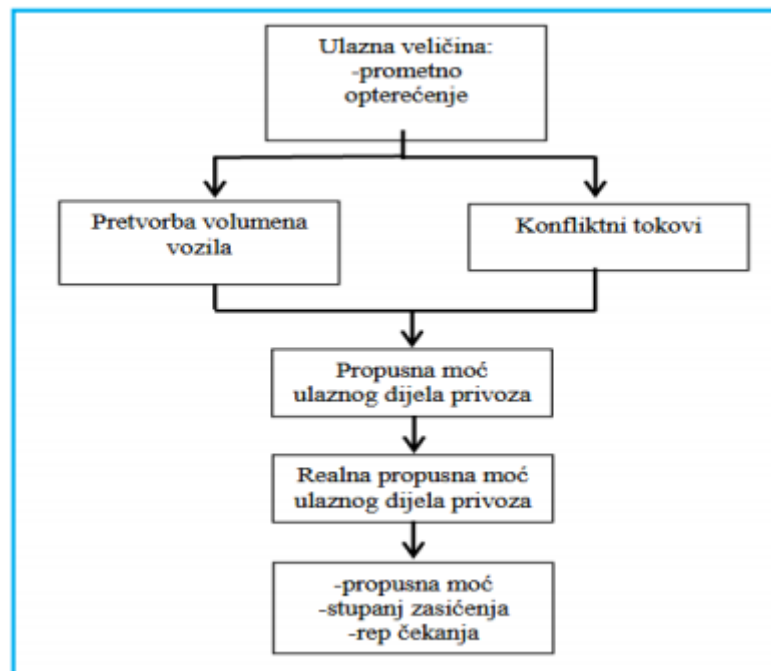 Ulazna veličina:
-prometno
opterećenje
Pretvorba volumena
vozila
Konfliktni tokovi
Propusna moć
ulaznog dijela privoza
Realna propusna moć
ulaznog dijela privoza
-propusna moć
-stupanj zasićenja
-rep čekanja